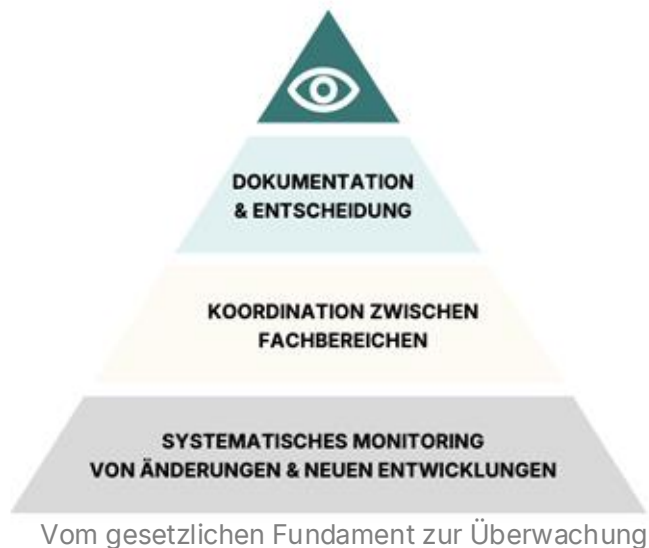 DOKUMENTATION
& ENTSCHEIDUNG
KOORDINATION ZWISCHEN
FACHBEREICHEN
SYSTEMATISCHES MONITORING
VON ÄNDERUNGEN & NEUEN ENTWICKLUNGEN
Vom gesetzlichen Fundament zur Überwachung